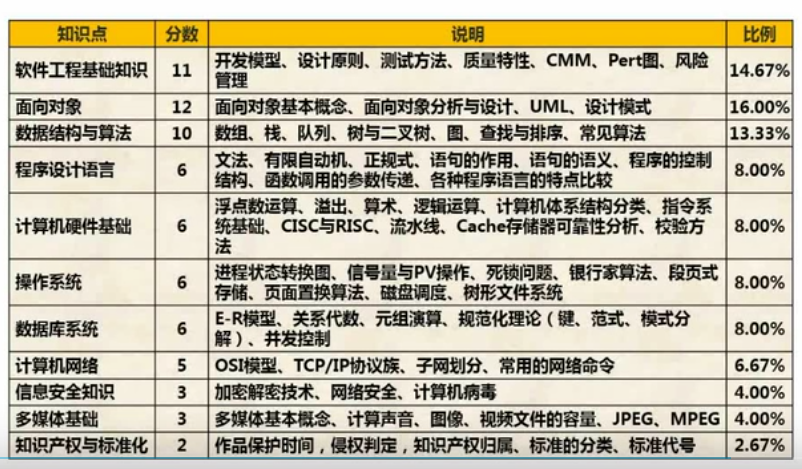 知识点 分数 说明 比例
软件工程基础知识 11 开发模型、设计原则、测试方法、质量特性、CMM、Pert图、风险
管理 14.67%
面向对象 12 面向对象基本概念、面向对象分析与设计、UML、设计模式 16.00%
数据结构与算法 10 数组、栈、队列、树与二叉树、图、查找与排序、常见算法 13.33%
程序设计语言 6 文法、有限自动机、正规式、语句的作用、语句的语义、程序的控制
结构、函数调用的参数传递、各种程序语言的特点比较 8.00%
计算机硬件基础 6 浮点数运算、溢出、算术、逻辑运算、计算机体系结构分类、指令系
统基础、CISC与RISC、流水线、Cache存储器可靠性分析、校验方
法 8.00%
操作系统 6 进程状态转换图、信号量与PV操作、死锁问题、银行家算法、段页式
存储、页面置换算法、磁盘调度、树形文件系统 8.00%
数据库系统 6 E-R模型、关系代数、元组演算、规范化理论（键、范式、模式分
解）、并发控制 8.00%
计算机网络 5 OSI模型、TCP/IP协议族、子网划分、常用的网络命令 6.67%
信息安全知识 3 加密解密技术、网络安全、计算机病毒 4.00%
多媒体基础 3 多媒体基本概念、计算声音、图像、视频文件的容量、JPEG、MPEG 4.00%
知识产权与标准化 2 作品保护时间，侵权判定，知识产权归属、标准的分类、标准代号 2.67%